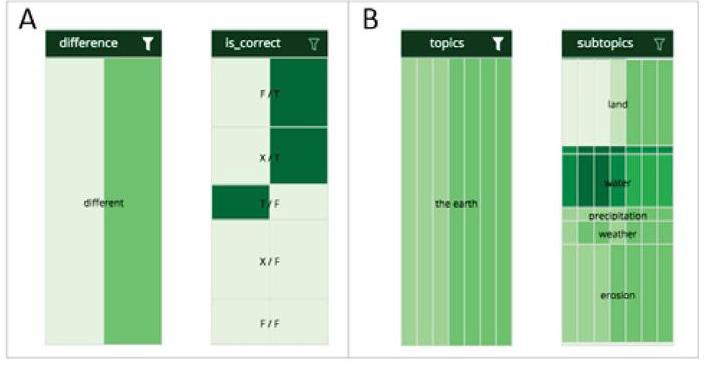 A
B
difference
is_correct
topics
subtopics
F / T
land
X / T
water
different
T / F
the earth
precipitation
weather
X / F
erosion
F / F